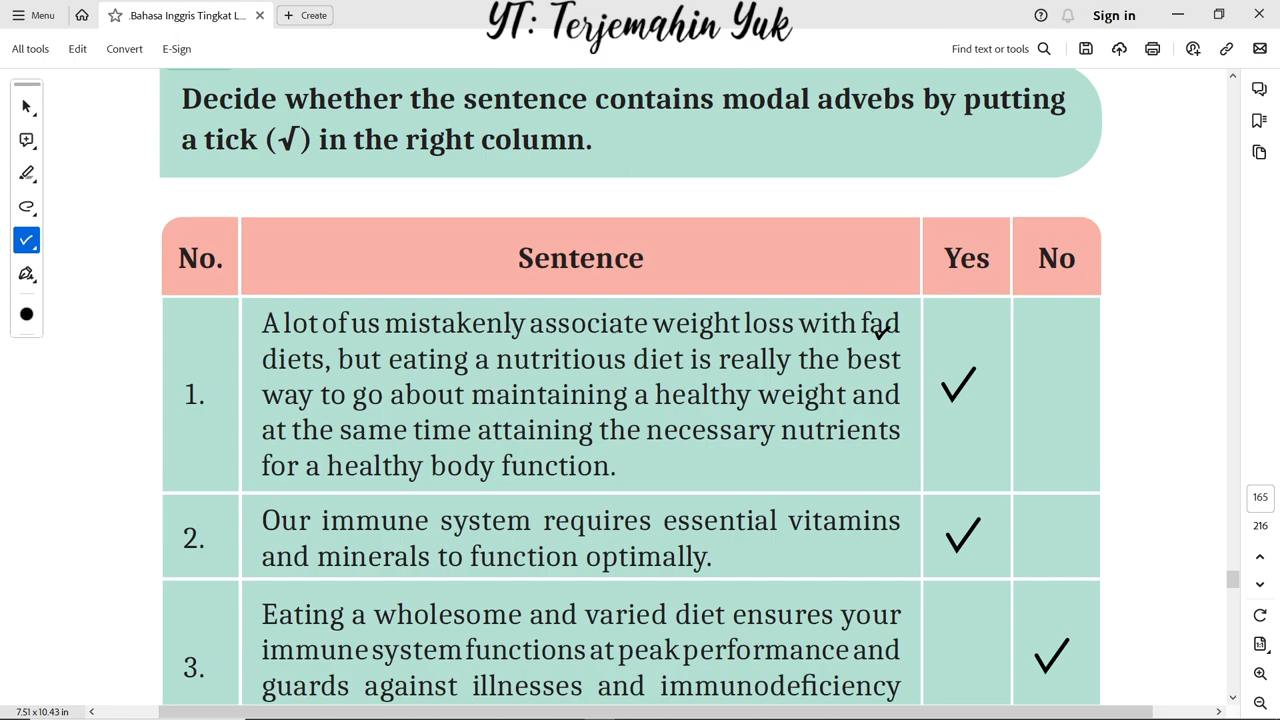 YT: Terjemahin Yuk
Menu
.Bahasa Inggris Tingkat L...
Create
Sign in
All tools
Edit
Convert
E-Sign
Find text or tools
Decide whether the sentence contains modal advebs by putting
a tick (√) in the right column.
No.
Sentence
Yes
No
1.
A lot of us mistakenly associate weight loss with fad
diets, but eating a nutritious diet is really the best
way to go about maintaining a healthy weight and
at the same time attaining the necessary nutrients
for a healthy body function.
2.
Our immune system requires essential vitamins
and minerals to function optimally.
3.
Eating a wholesome and varied diet ensures your
immune system functions at peak performance and
guards against illnesses and immunodeficiency
165
216
7.51 x 10.43 in